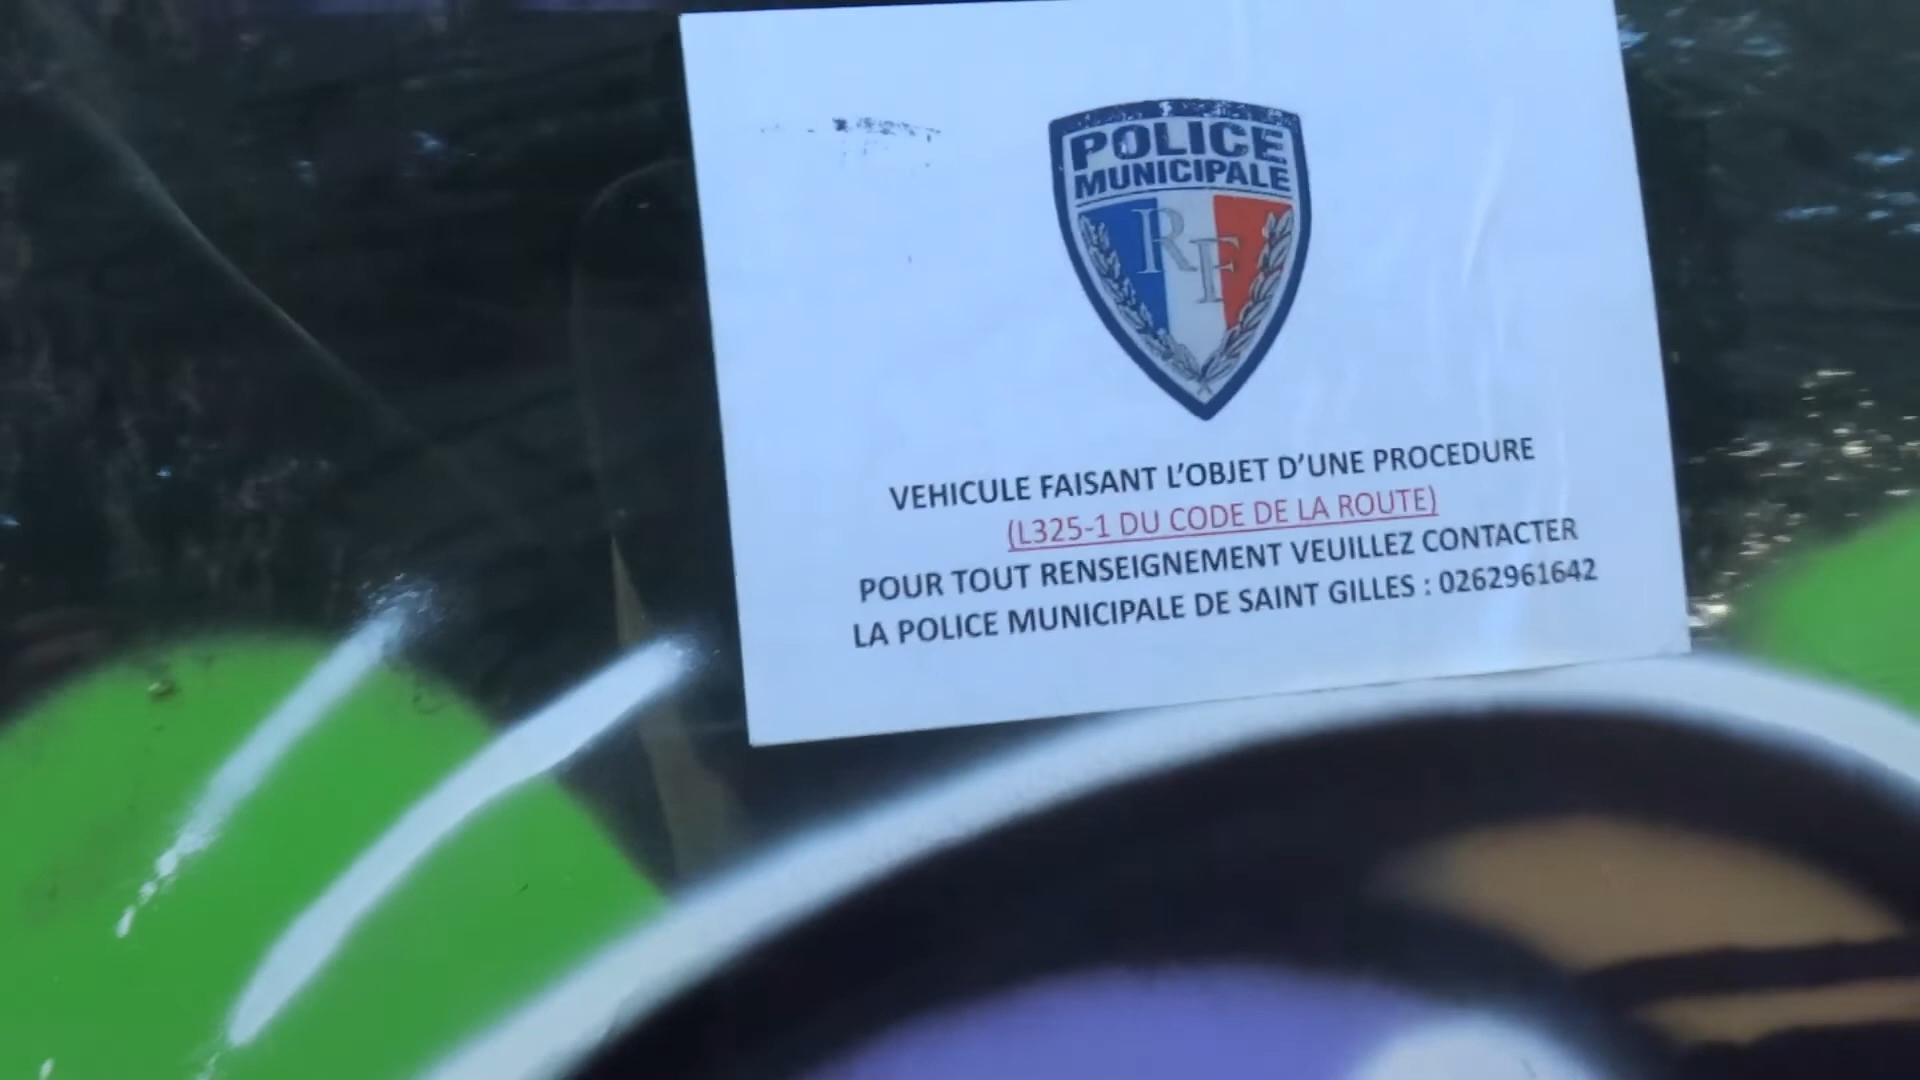 POLICE
MUNICIPALE
RF
VEHICULE FAISANT L'OBJET D'UNE PROCEDURE
(L325-1 DU CODE DE LA ROUTE)
POUR TOUT RENSEIGNEMENT VEUILLEZ CONTACTER
LA POLICE MUNICIPALE DE SAINT GILLES : 0262961642